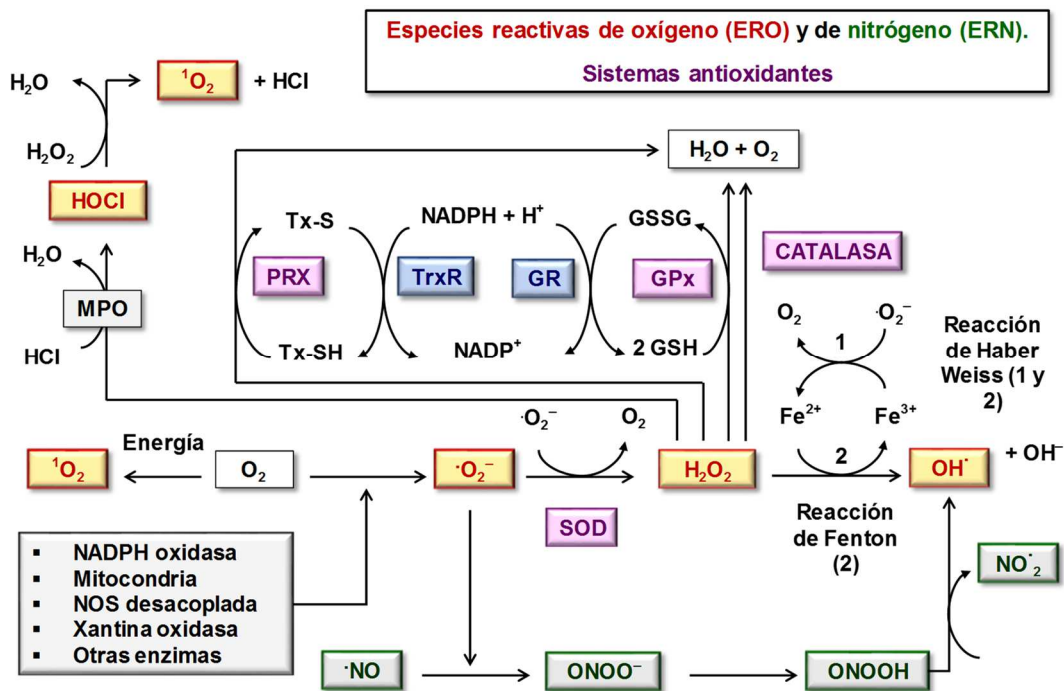 Especies reactivas de oxígeno (ERO) y de nitrógeno (ERN).
Sistemas antioxidantes
H₂O
¹O₂ + HCl
H₂O₂
HOCl
H₂O + O₂
Tx-S
NADPH + H⁺
GSSG
CATALASA
H₂O
PRX
TrxR
GR
GPx
MPO
O₂
·O₂⁻
1
Reacción
de Haber
Weiss (1 y
2)
HCl
Tx-SH
NADP⁺
2 GSH
Fe²⁺
Fe³⁺
·O₂⁻
O₂
Energía
¹O₂
O₂
·O₂⁻
H₂O₂
2
OH·
+ OH⁻
SOD
Reacción
de Fenton
(2)
▪ NADPH oxidasa
▪ Mitocondria
▪ NOS desacoplada
▪ Xantina oxidasa
▪ Otras enzimas
NO·₂
·NO
ONOO⁻
ONOOH